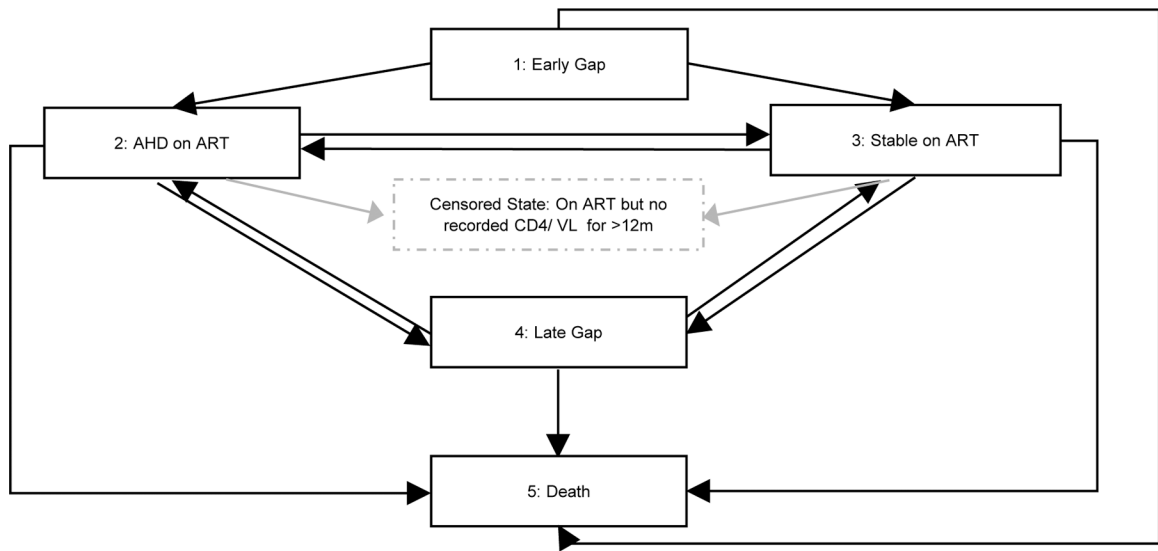 1: Early Gap
2: AHD on ART
3: Stable on ART
Censored State: On ART but no
recorded CD4/ VL for >12m
4: Late Gap
5: Death